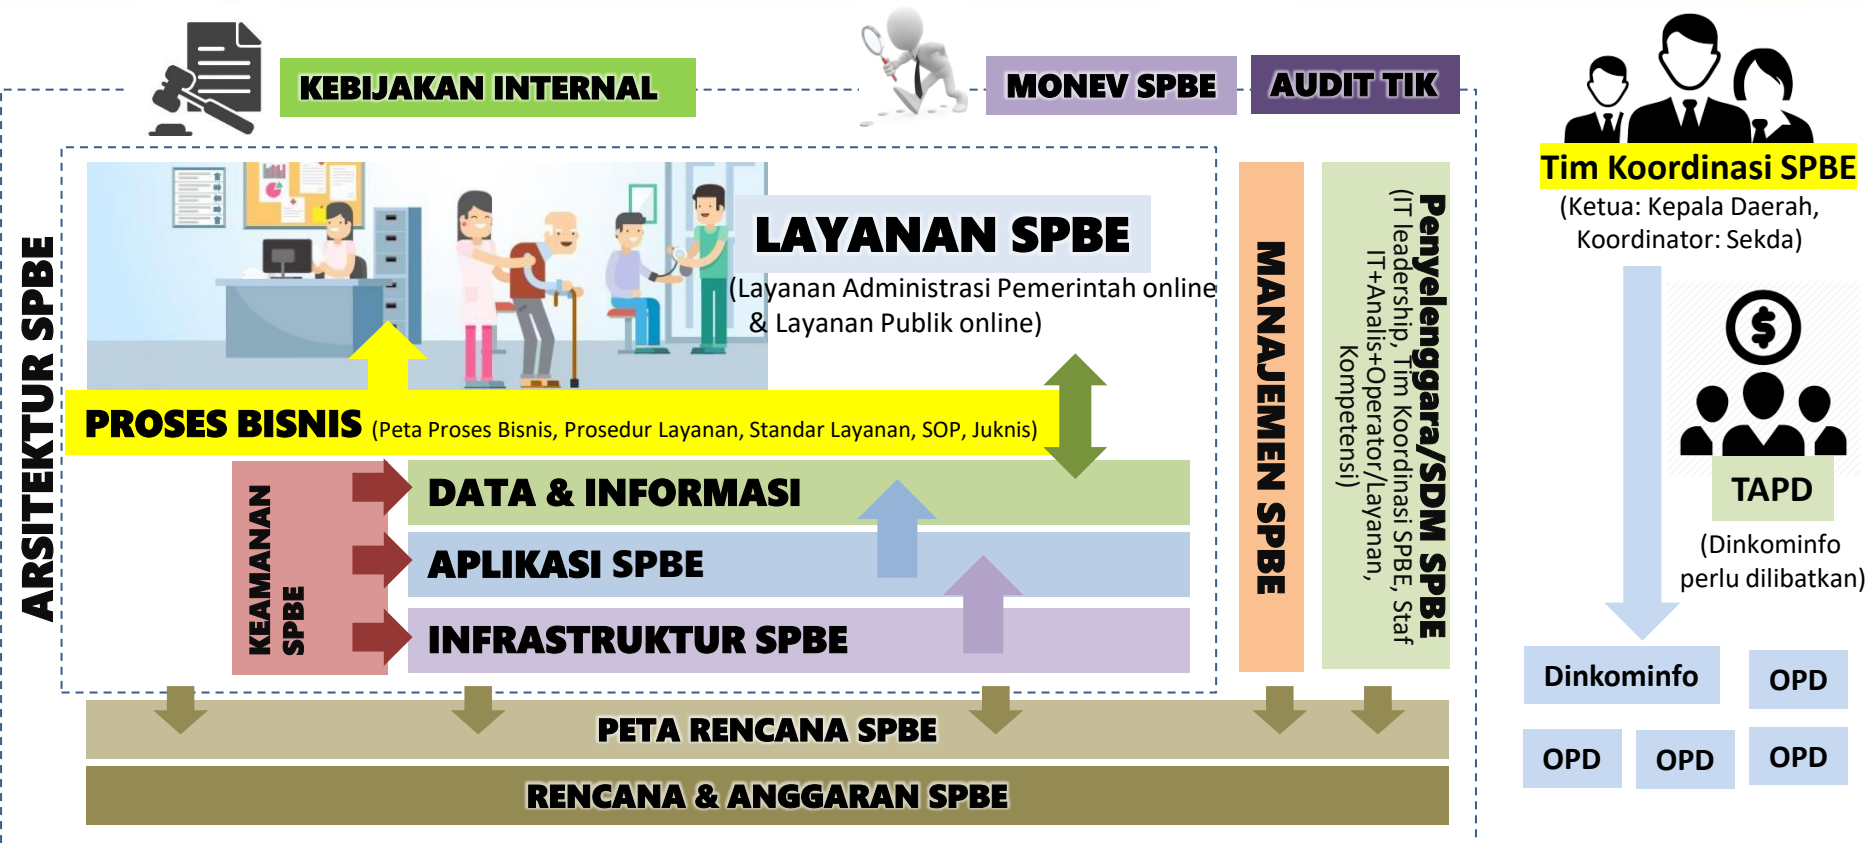 KEBIJAKAN INTERNAL
MONEV SPBE
AUDIT TIK
ARSITEKTUR SPBE
LAYANAN SPBE
(Layanan Administrasi Pemerintah online
& Layanan Publik online)
PROSES BISNIS (Peta Proses Bisnis, Prosedur Layanan, Standar Layanan, SOP, Juknis)
KEAMANAN
SPBE
DATA & INFORMASI
APLIKASI SPBE
INFRASTRUKTUR SPBE
MANAJEMEN SPBE
Penyelenggara/SDM SPBE
(IT leadership, Tim Koordinasi SPBE, Staf
IT+Analis+Operator/Layanan,
Kompetensi)
PETA RENCANA SPBE
RENCANA & ANGGARAN SPBE
Tim Koordinasi SPBE
(Ketua: Kepala Daerah,
Koordinator: Sekda)
$
TAPD
(Dinkominfo
perlu dilibatkan)
Dinkominfo
OPD
OPD
OPD
OPD